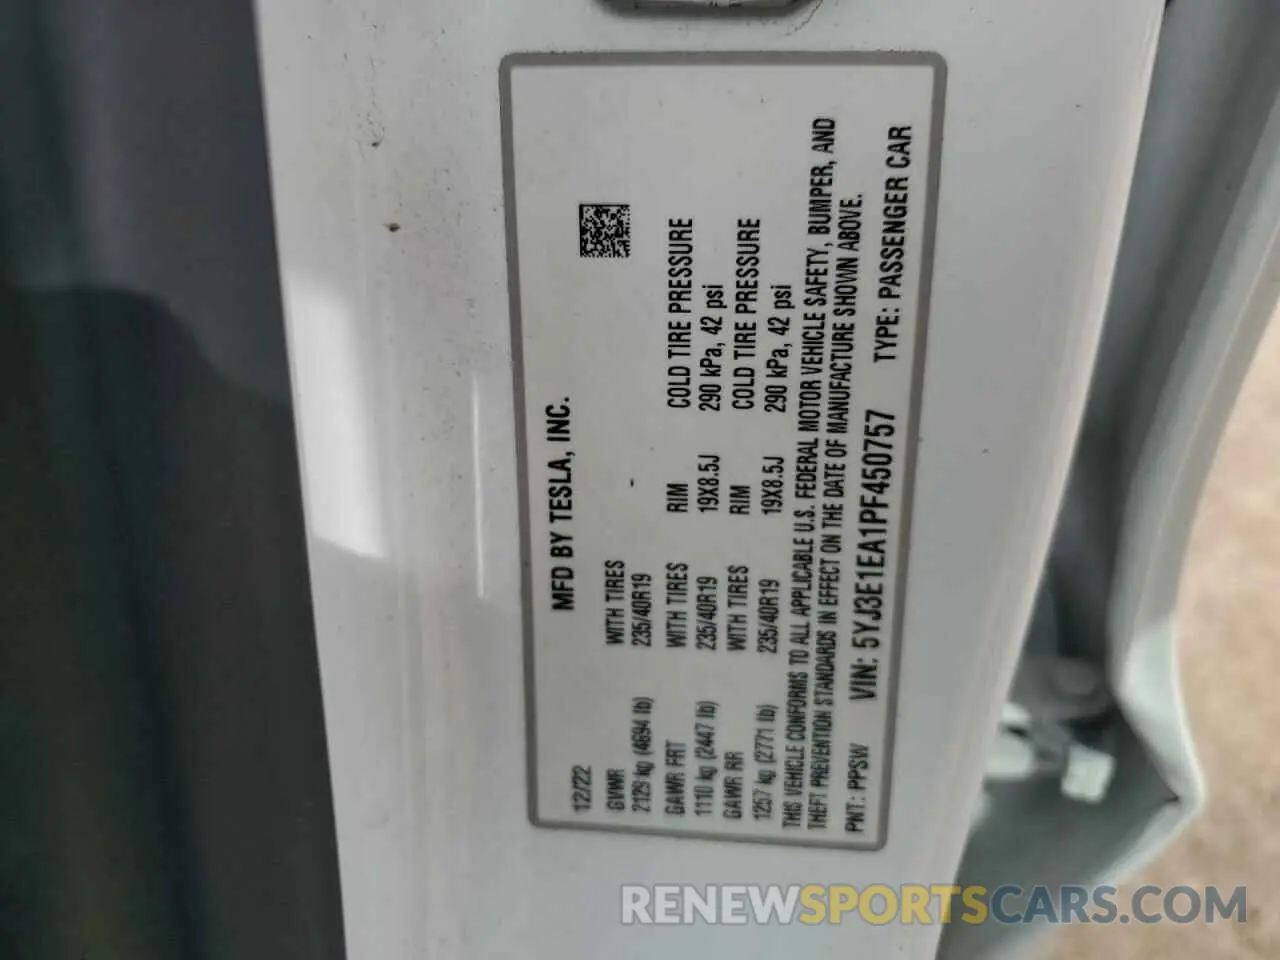 MFD BY TESLA, INC.
12/22
GVWR WITH TIRES
2129 kg (4694 lb) 235/40R19 -
GAWR FRT WITH TIRES RIM COLD TIRE PRESSURE
1110 kg (2447 lb) 235/40R19 19X8.5J 290 kPa, 42 psi
GAWR RR WITH TIRES RIM COLD TIRE PRESSURE
1257 kg (2771 lb) 235/40R19 19X8.5J 290 kPa, 42 psi
THIS VEHICLE CONFORMS TO ALL APPLICABLE U.S. FEDERAL MOTOR VEHICLE SAFETY, BUMPER, AND
THEFT PREVENTION STANDARDS IN EFFECT ON THE DATE OF MANUFACTURE SHOWN ABOVE.
PNT: PPSW VIN: 5YJ3E1EA1PF450757 TYPE: PASSENGER CAR
RENEWSPORTSCARS.COM